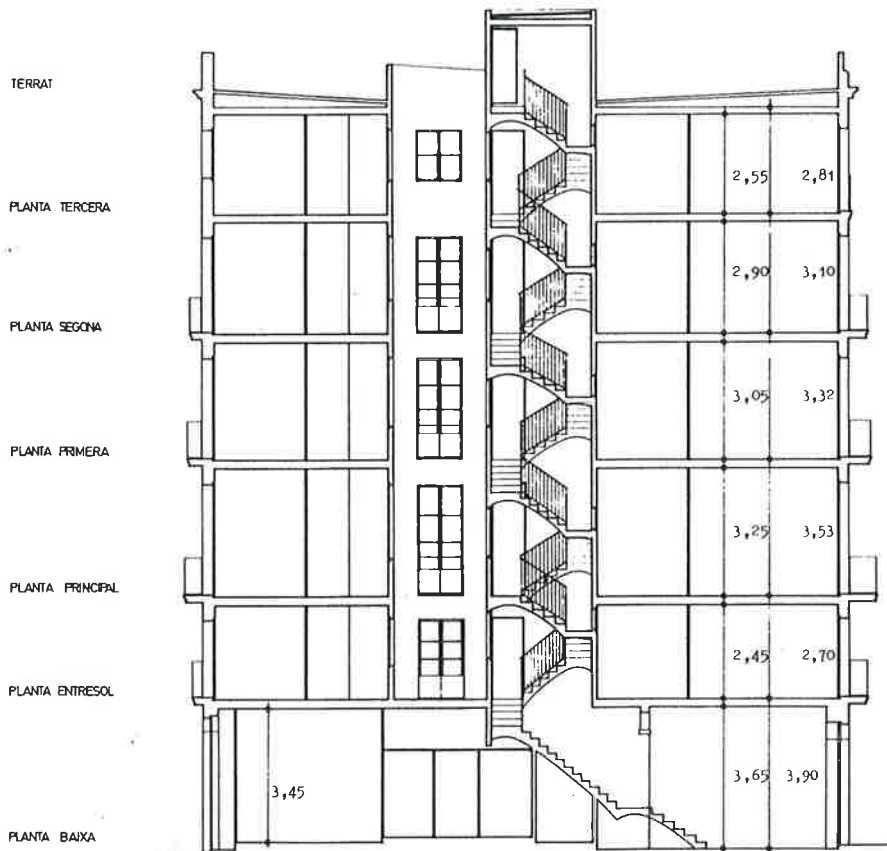 TERRAT
2,55 2,81
PLANTA TERCERA
2,90 3,10
PLANTA SEGONA
3,05 3,32
PLANTA PRIMERA
3,25 3,53
PLANTA PRINCIPAL
2,45 2,70
PLANTA ENTRESOL
3,45
3,65 3,90
PLANTA BAIXA